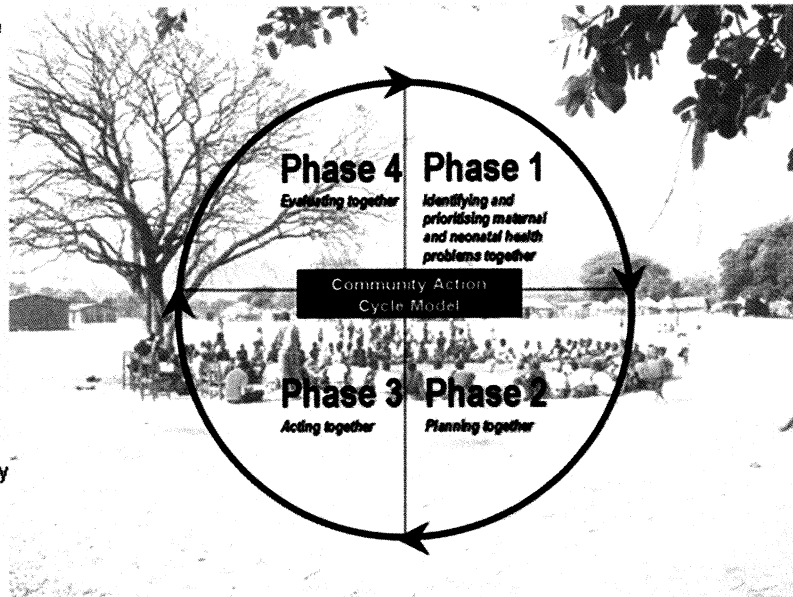 Phase 4
Evaluating together
Phase 1
Identifying and
prioritising maternal
and neonatal health
problems together
Community Action
Cycle Model
Phase 3
Acting together
Phase 2
Planning together
y